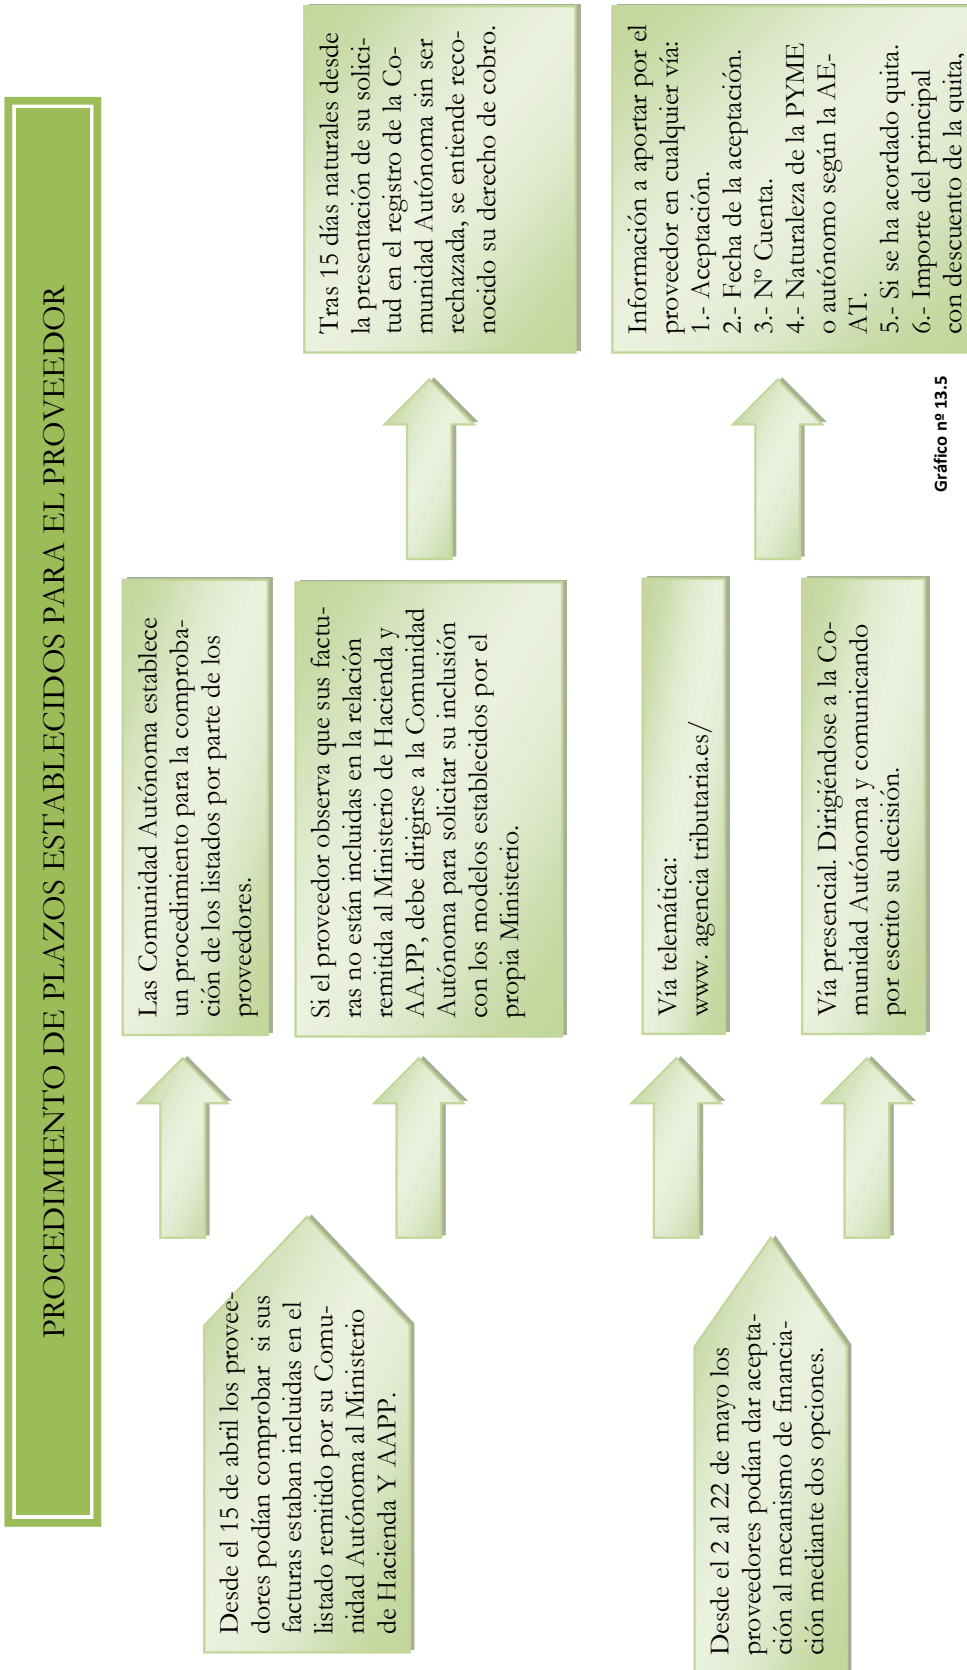 PROCEDIMIENTO DE PLAZOS ESTABLECIDOS PARA EL PROVEEDOR
Desde el 15 de abril los provee-
dores podían comprobar si sus
facturas estaban incluidas en el
listado remitido por su Comu-
nidad Autónoma al Ministerio
de Hacienda Y AAPP.
Las Comunidad Autónoma establece
un procedimiento para la comproba-
ción de los listados por parte de los
proveedores.
Si el proveedor observa que sus factu-
ras no están incluidas en la relación
remitida al Ministerio de Hacienda y
AAPP, debe dirigirse a la Comunidad
Autónoma para solicitar su inclusión
con los modelos establecidos por el
propia Ministerio.
Tras 15 días naturales desde
la presentación de su solici-
tud en el registro de la Co-
munidad Autónoma sin ser
rechazada, se entiende reco-
nocido su derecho de cobro.
Desde el 2 al 22 de mayo los
proveedores podían dar acepta-
ción al mecanismo de financia-
ción mediante dos opciones.
Vía telemática:
www. agencia tributaria.es/
Vía presencial. Dirigiéndose a la Co-
munidad Autónoma y comunicando
por escrito su decisión.
Información a aportar por el
proveedor en cualquier vía:
1.- Aceptación.
2.- Fecha de la aceptación.
3.- Nº Cuenta.
4.- Naturaleza de la PYME
o autónomo según la AE-
AT.
5.- Si se ha acordado quita.
6.- Importe del principal
con descuento de la quita,
Gráfico nº 13.5